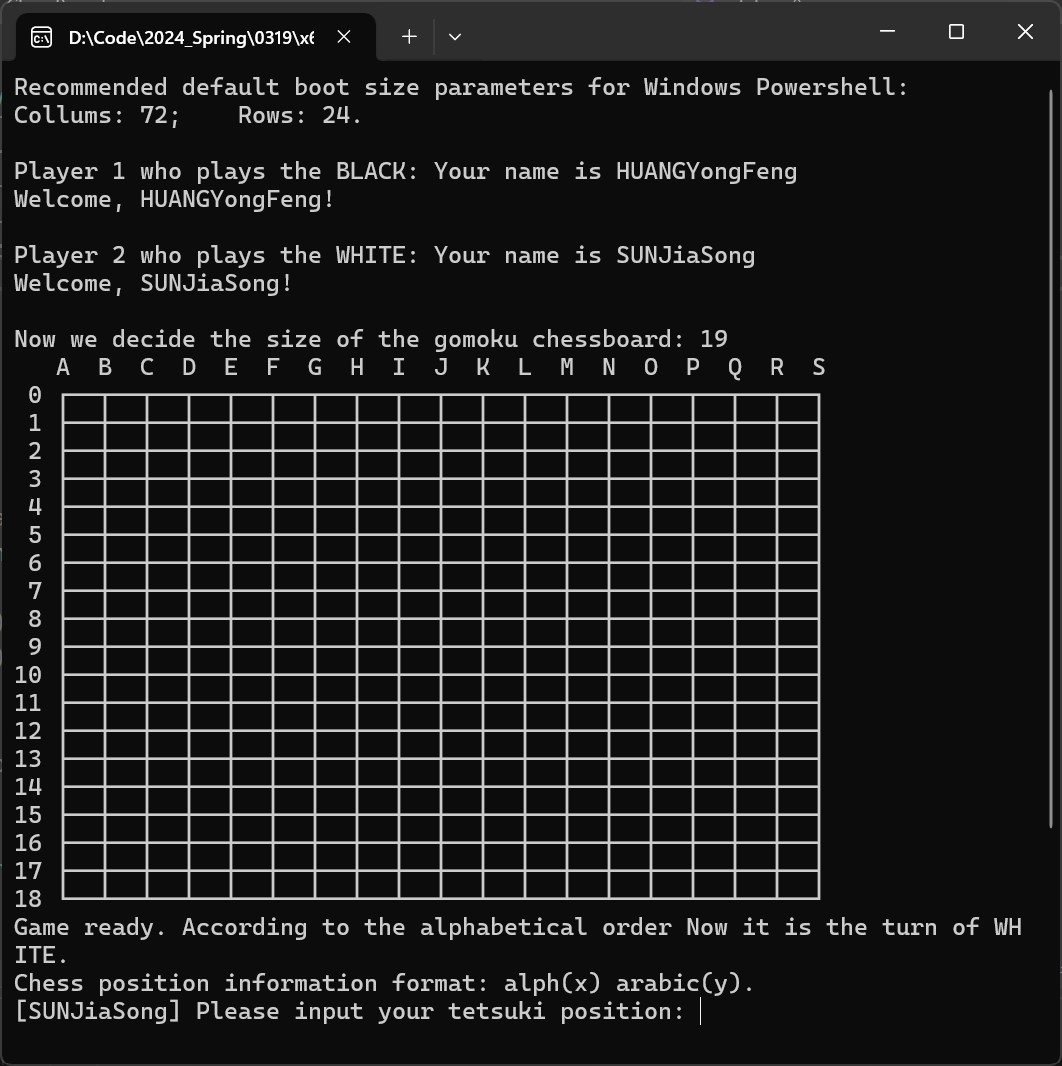 D:\Code\2024_Spring\0319\x6
Recommended default boot size parameters for Windows Powershell:
Collums: 72;    Rows: 24.
Player 1 who plays the BLACK: Your name is HUANGYongFeng
Welcome, HUANGYongFeng!
Player 2 who plays the WHITE: Your name is SUNJiaSong
Welcome, SUNJiaSong!
Now we decide the size of the gomoku chessboard: 19
A B C D E F G H I J K L M N O P Q R S
0
1
2
3
4
5
6
7
8
9
10
11
12
13
14
15
16
17
18
Game ready. According to the alphabetical order Now it is the turn of WH
ITE.
Chess position information format: alph(x) arabic(y).
[SUNJiaSong] Please input your tetsuki position: